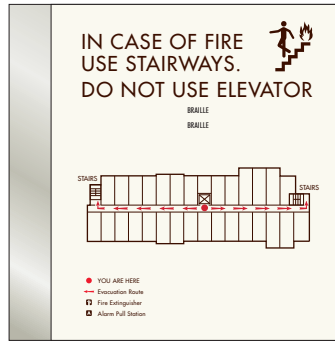 IN CASE OF FIRE
USE STAIRWAYS.
DO NOT USE ELEVATOR
BRAILLE
BRAILLE
STAIRS
STAIRS
YOU ARE HERE
Evacuation Route
Fire Extinguisher
Alarm Pull Station